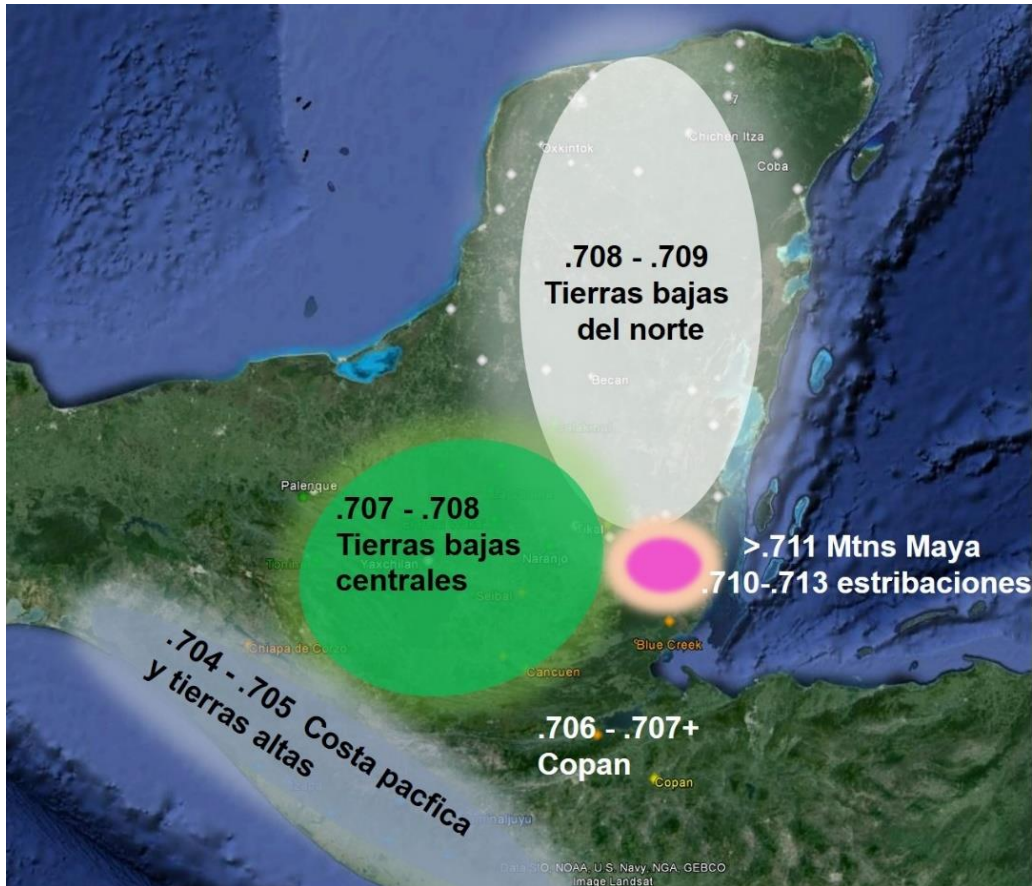 Oxkintok
Chichen Itza
Coba
.708 - .709
Tierras bajas
del norte
Becan
Palenque
.707 - .708
Tierras bajas
centrales
Yaxchilan
Naranjo
Seibal
>.711 Mtns Maya
.710-.713 estribaciones
Blue Creek
Chiapa de Corzo
Cancuen
.704 - .705 Costa pacfica
y tierras altas
.706 - .707+
Copan
Copan
Data SIO, NOAA, U.S. Navy, NGA, GEBCO
Image Landsat